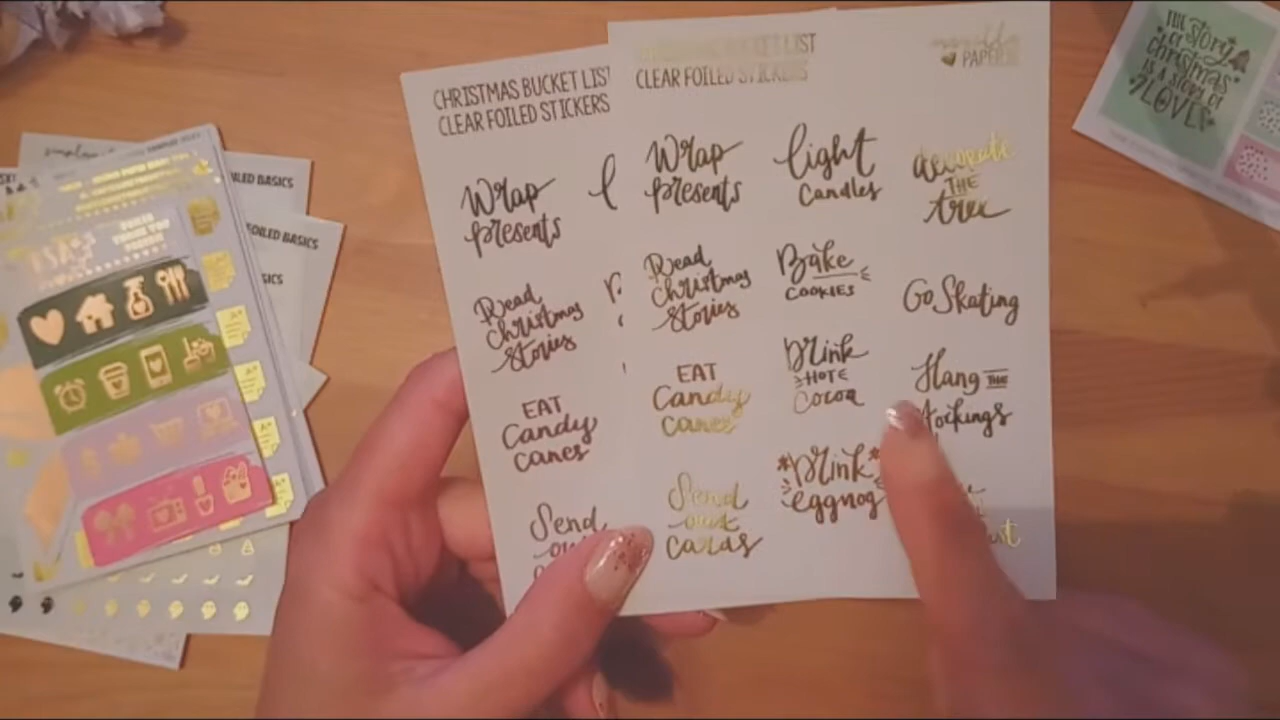 CHRISTMAS BUCKET LIST
CLEAR FOILED STICKERS
Wrap
presents
Read
Christmas
Stories
EAT
Candy
canes
Send
out
BUCKET LIST
CLEAR FOILED STICKERS
PAPER
Wrap
presents
light
Candles
decorate
THE
tree
Read
Christmas
Stories
Bake
COOKIES
Go Skating
EAT
Candy
canes
Drink
HOT
Cocoa
Hang THE
stockings
Send
out
cards
Drink
eggnog
THE Story
OF
Christmas
IS A STORY OF
LOVE
FOILED BASICS